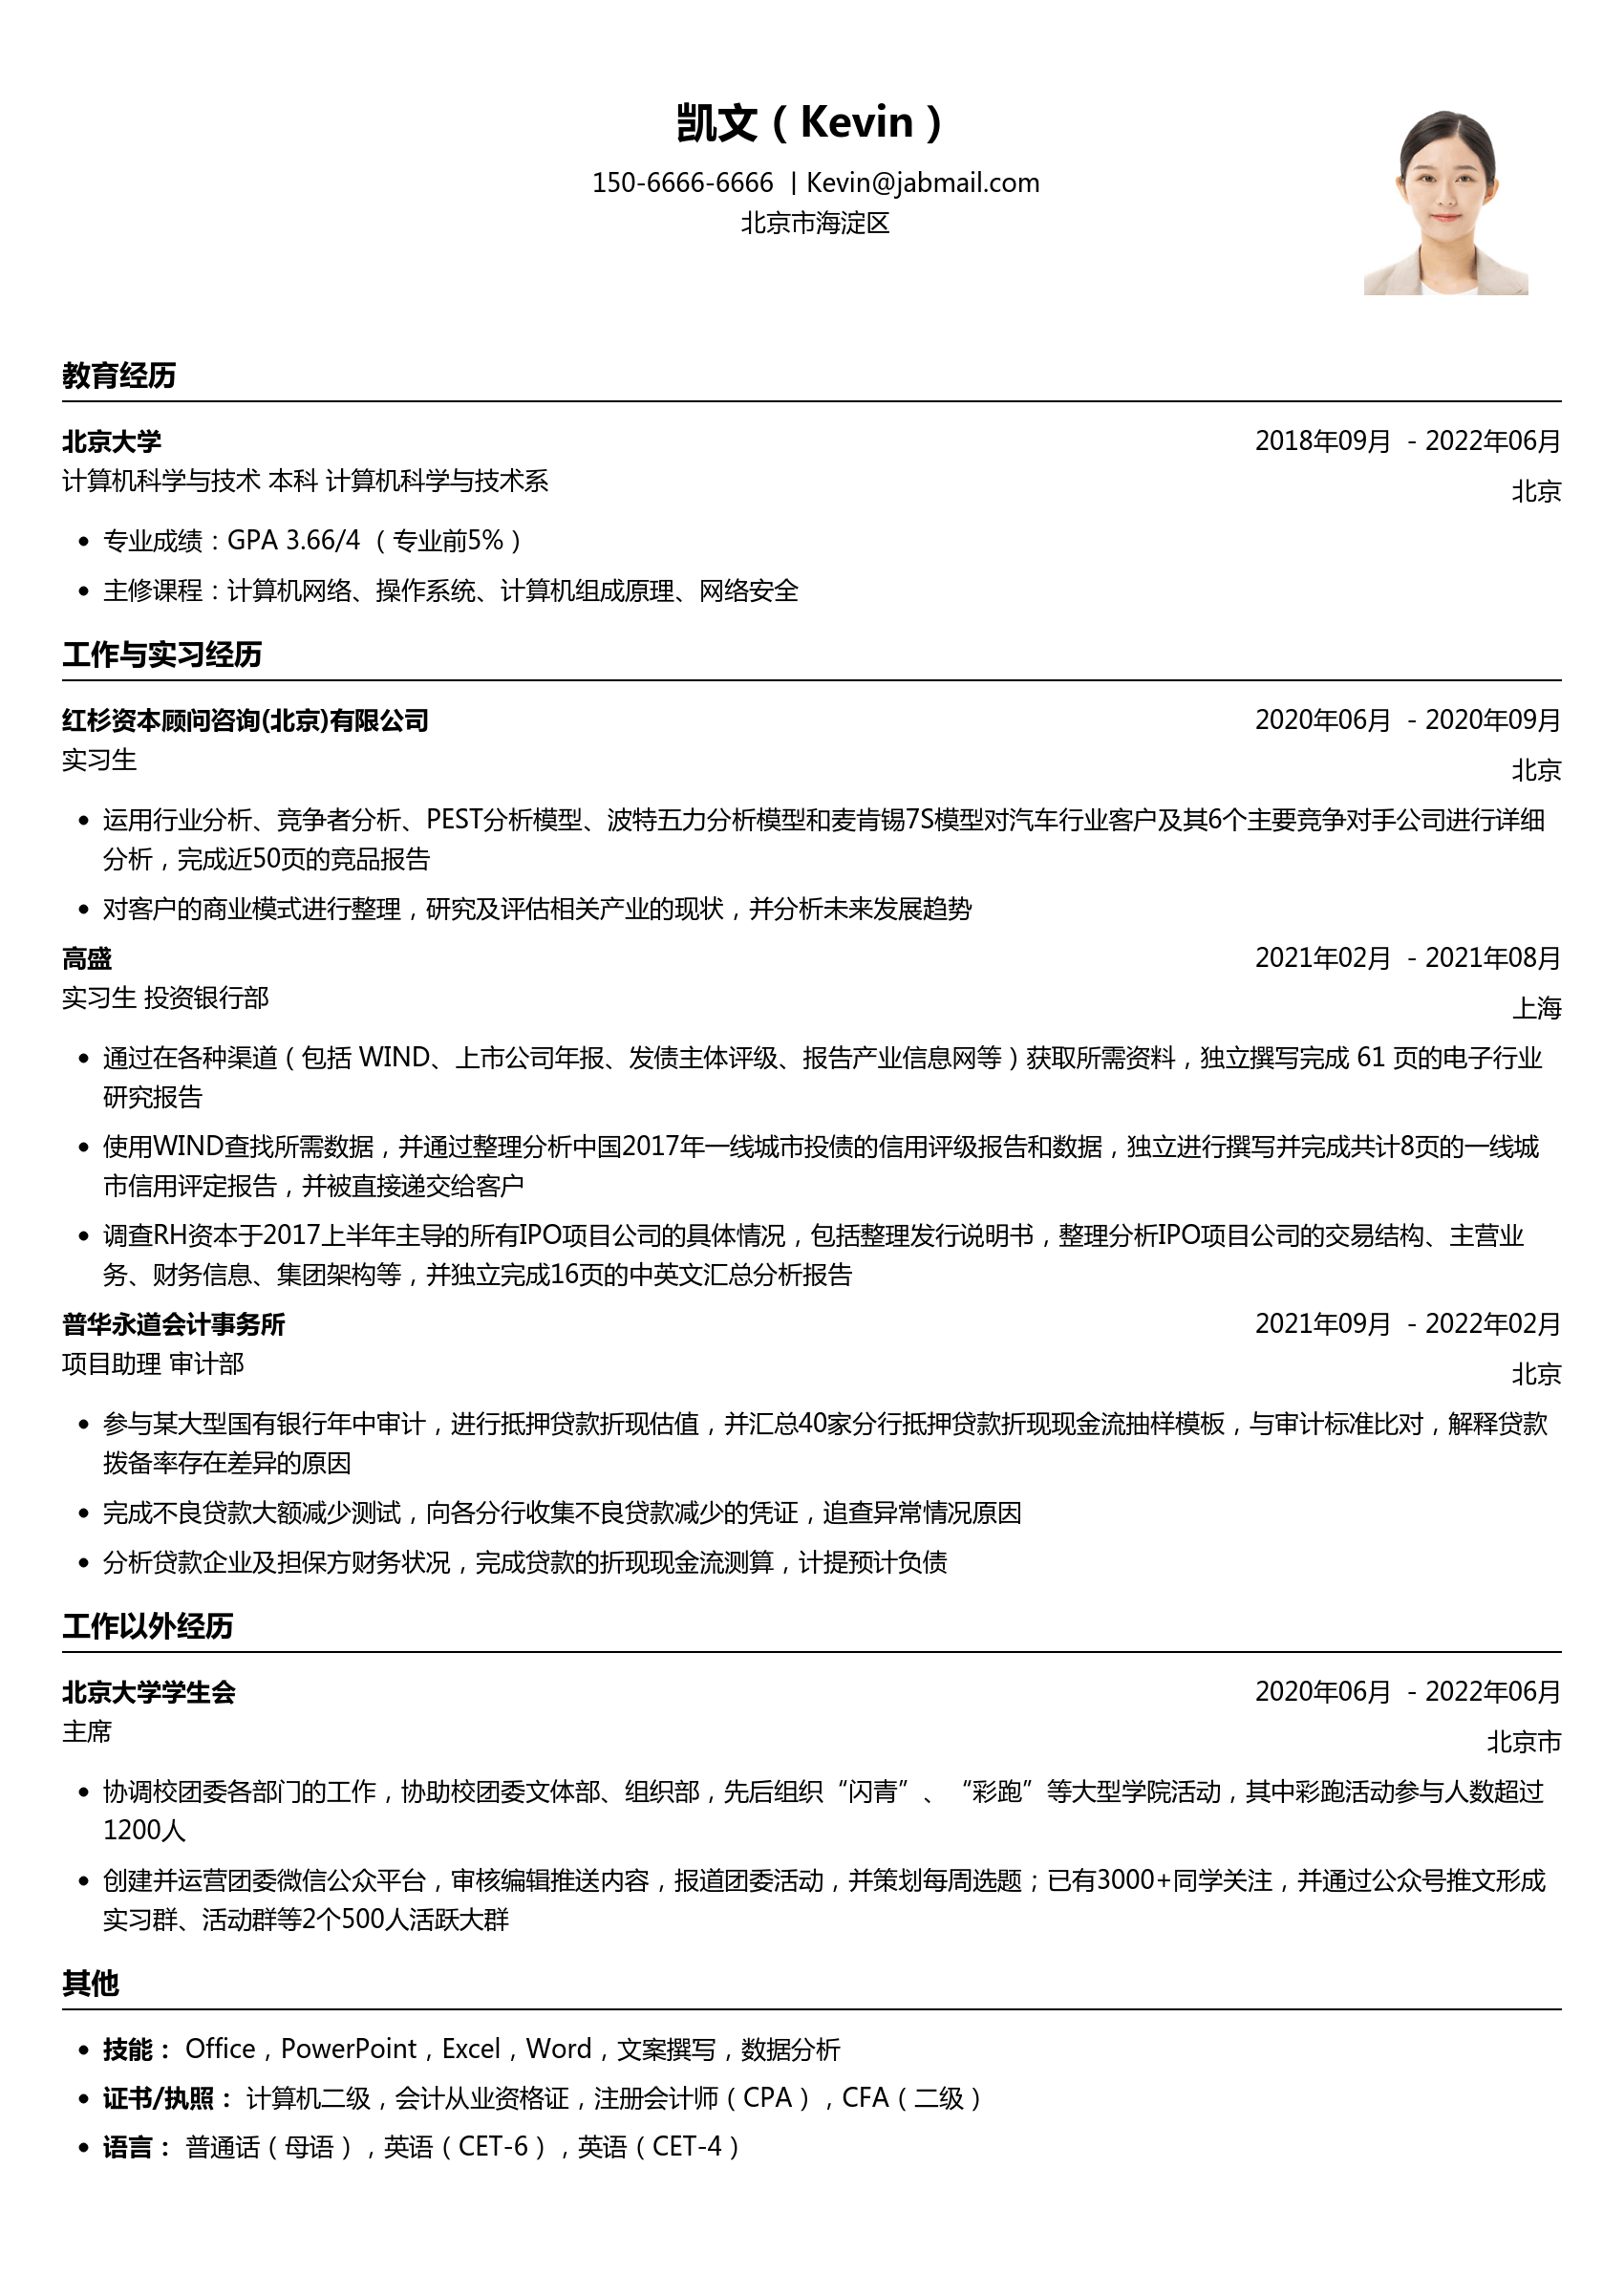 凯文（Kevin）
150-6666-6666 | Kevin@jabmail.com
北京市海淀区
教育经历
北京大学 2018年09月 - 2022年06月
计算机科学与技术 本科 计算机科学与技术系 北京
• 专业成绩：GPA 3.66/4 （专业前5%）
• 主修课程：计算机网络、操作系统、计算机组成原理、网络安全
工作与实习经历
红杉资本顾问咨询(北京)有限公司 2020年06月 - 2020年09月
实习生 北京
• 运用行业分析、竞争者分析、PEST分析模型、波特五力分析模型和麦肯锡7S模型对汽车行业客户及其6个主要竞争对手公司进行详细
分析，完成近50页的竞品报告
• 对客户的商业模式进行整理，研究及评估相关产业的现状，并分析未来发展趋势
高盛 2021年02月 - 2021年08月
实习生 投资银行部 上海
• 通过在各种渠道（包括 WIND、上市公司年报、发债主体评级、报告产业信息网等）获取所需资料，独立撰写完成 61 页的电子行业
研究报告
• 使用WIND查找所需数据，并通过整理分析中国2017年一线城市投债的信用评级报告和数据，独立进行撰写并完成共计8页的一线城
市信用评定报告，并被直接递交给客户
• 调查RH资本于2017上半年主导的所有IPO项目公司的具体情况，包括整理发行说明书，整理分析IPO项目公司的交易结构、主营业
务、财务信息、集团架构等，并独立完成16页的中英文汇总分析报告
普华永道会计事务所 2021年09月 - 2022年02月
项目助理 审计部 北京
• 参与某大型国有银行年中审计，进行抵押贷款折现估值，并汇总40家分行抵押贷款折现现金流抽样模板，与审计标准比对，解释贷款
拨备率存在差异的原因
• 完成不良贷款大额减少测试，向各分行收集不良贷款减少的凭证，追查异常情况原因
• 分析贷款企业及担保方财务状况，完成贷款的折现现金流测算，计提预计负债
工作以外经历
北京大学学生会 2020年06月 - 2022年06月
主席 北京市
• 协调校团委各部门的工作，协助校团委文体部、组织部，先后组织“闪青”、“彩跑”等大型学院活动，其中彩跑活动参与人数超过
1200人
• 创建并运营团委微信公众平台，审核编辑推送内容，报道团委活动，并策划每周选题；已有3000+同学关注，并通过公众号推文形成
实习群、活动群等2个500人活跃大群
其他
• 技能： Office，PowerPoint，Excel，Word，文案撰写，数据分析
• 证书/执照： 计算机二级，会计从业资格证，注册会计师（CPA），CFA（二级）
• 语言： 普通话（母语），英语（CET-6），英语（CET-4）